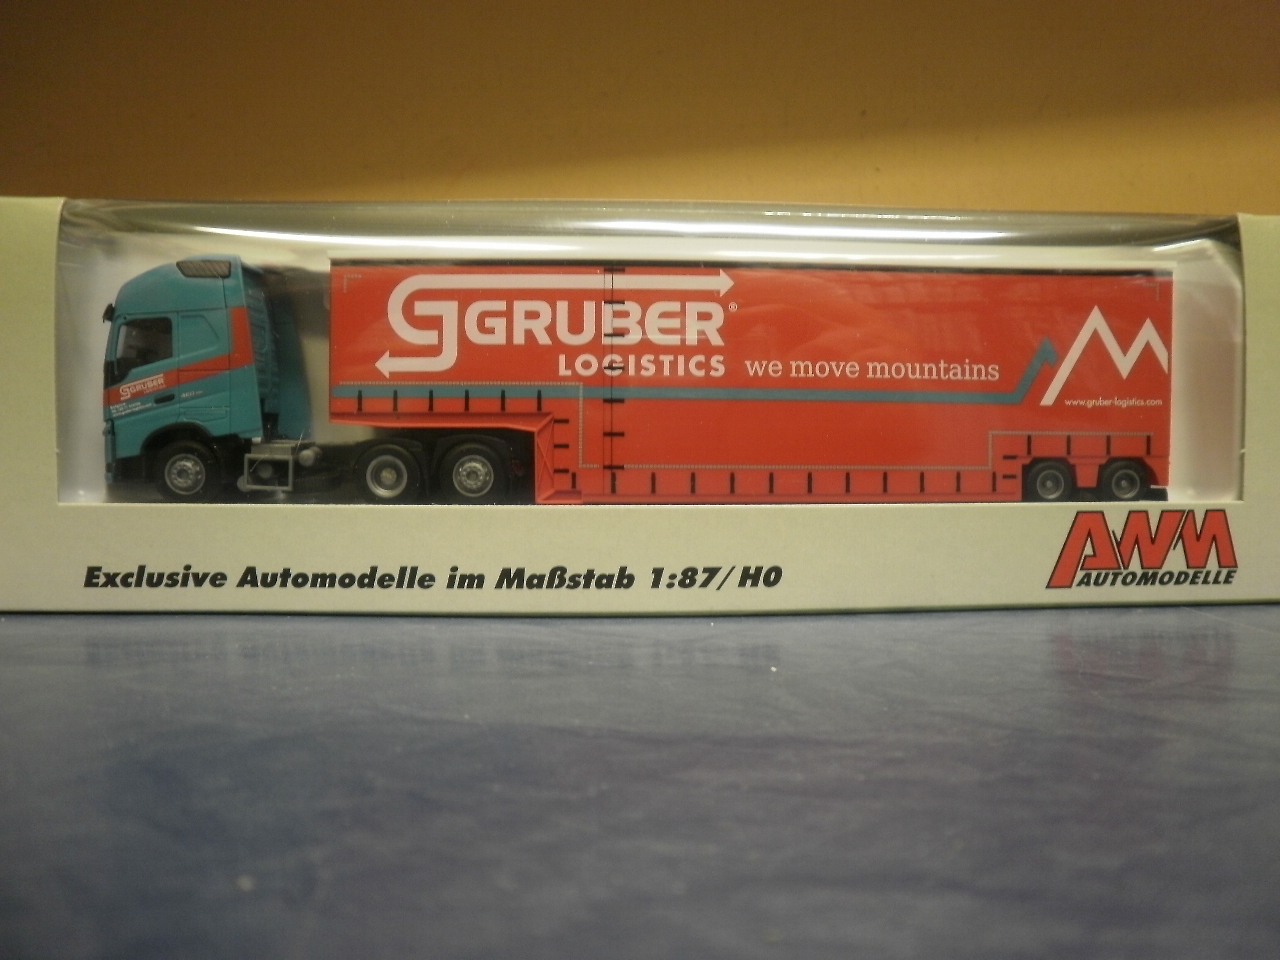 GRUBER®
LOGISTICS we move mountains
www.gruber-logistics.com
GRUBER
Exclusive Automodelle im Maßstab 1:87/H0
AWM
AUTOMODELLE